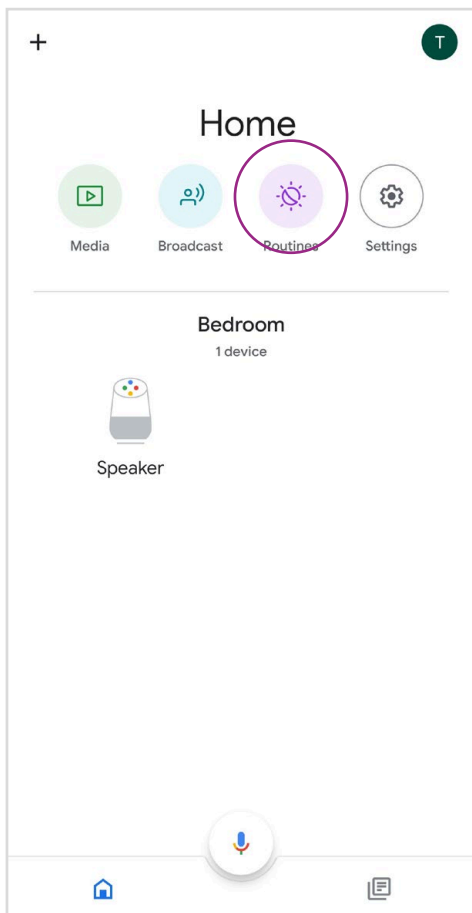 T
Home
Media Broadcast Routines Settings
Bedroom
1 device
Speaker